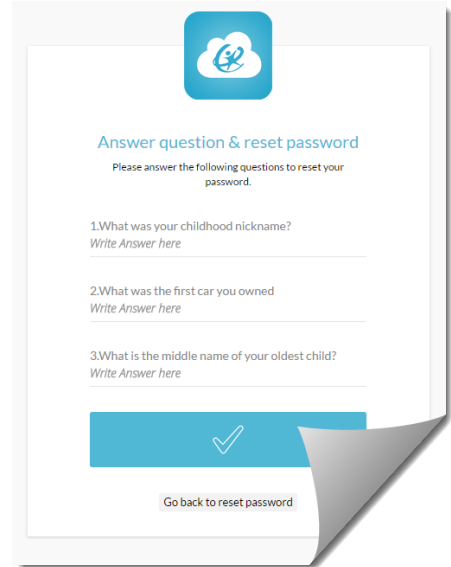 Answer question & reset password
Please answer the following questions to reset your
password.
1.What was your childhood nickname?
Write Answer here
2.What was the first car you owned
Write Answer here
3.What is the middle name of your oldest child?
Write Answer here
Go back to reset password